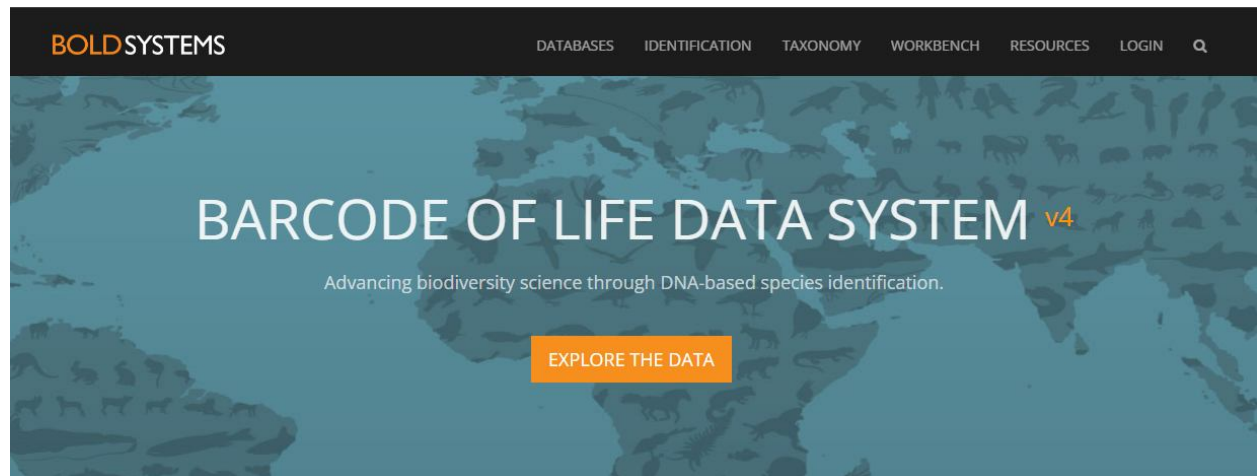 BOLDSYSTEMS DATABASES IDENTIFICATION TAXONOMY WORKBENCH RESOURCES LOGIN
BARCODE OF LIFE DATA SYSTEM v4
Advancing biodiversity science through DNA-based species identification.
EXPLORE THE DATA